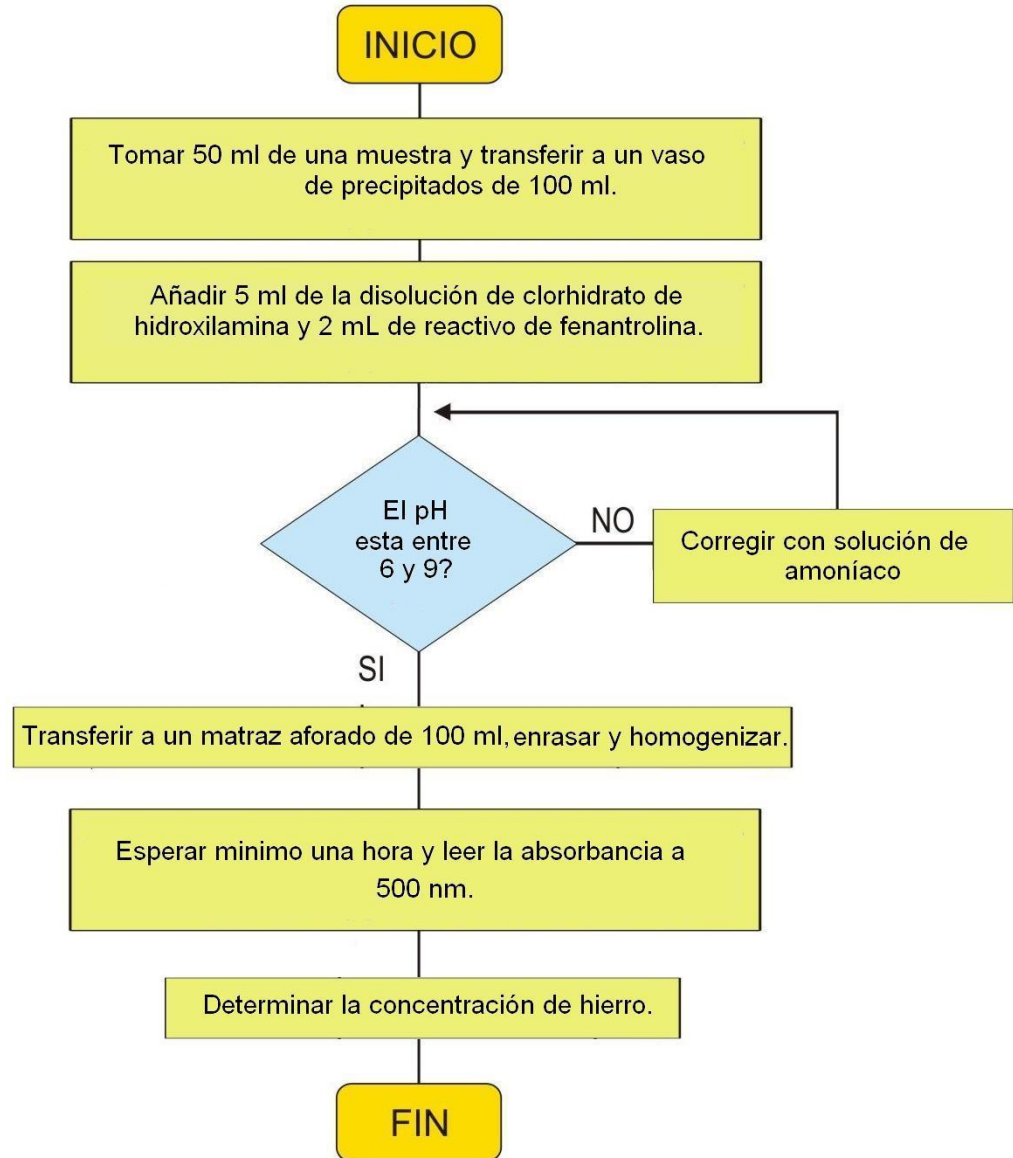 INICIO
Tomar 50 ml de una muestra y transferir a un vaso
de precipitados de 100 ml.
Añadir 5 ml de la disolución de clorhidrato de
hidroxilamina y 2 mL de reactivo de fenantrolina.
El pH
esta entre
6 y 9?
NO
Corregir con solución de
amoníaco
SI
Transferir a un matraz aforado de 100 ml, enrasar y homogenizar.
Esperar minimo una hora y leer la absorbancia a
500 nm.
Determinar la concentración de hierro.
FIN